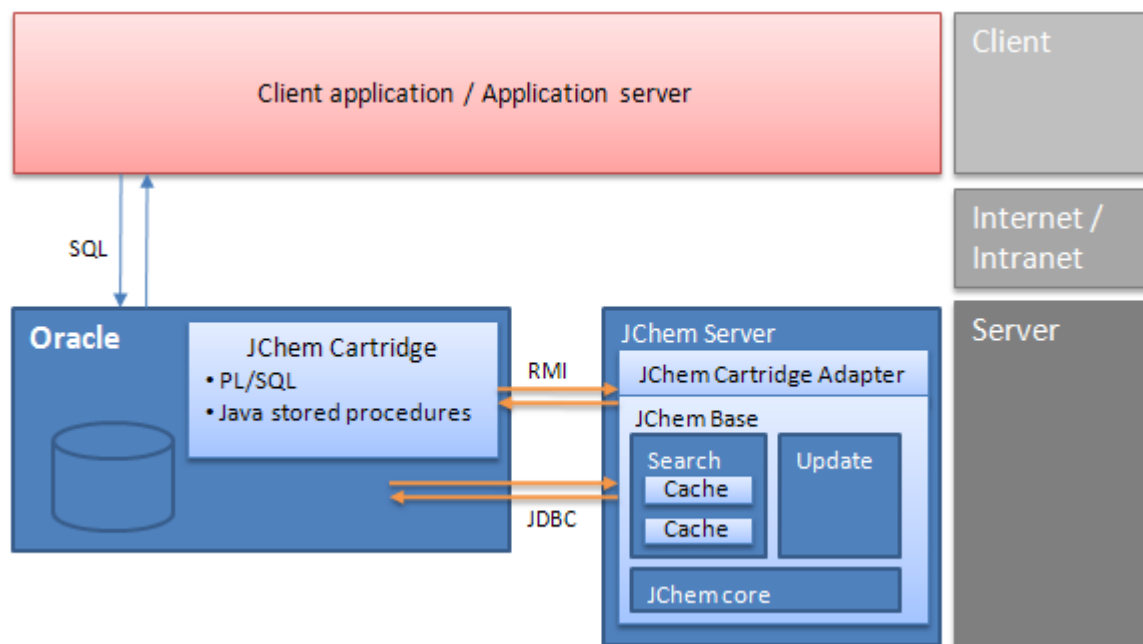 Client application / Application server
Client
Internet /
Intranet
SQL
Oracle
JChem Cartridge
• PL/SQL
• Java stored procedures
RMI
JDBC
JChem Server
JChem Cartridge Adapter
JChem Base
Search
Cache
Cache
Update
JChem core
Server